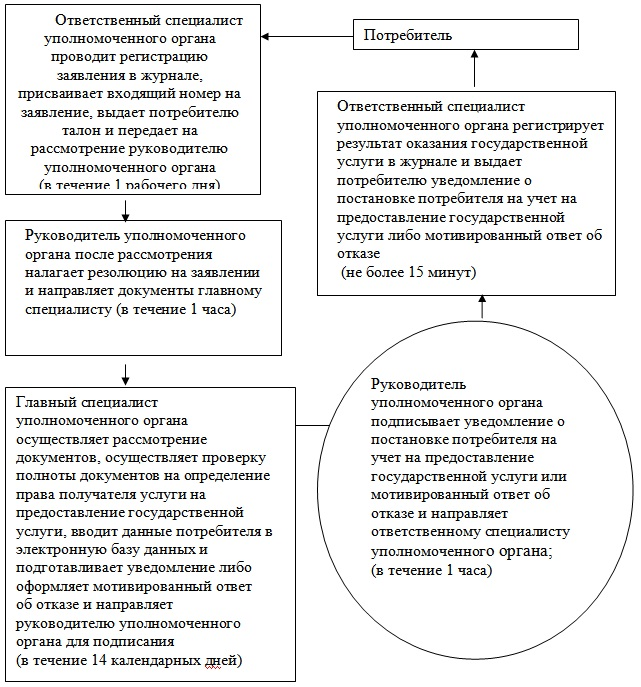 Ответственный специалист
уполномоченного органа
проводит регистрацию
заявления в журнале,
присваивает входящий номер на
заявление, выдает потребителю
талон и передает на
рассмотрение руководителю
уполномоченного органа
(в течение 1 рабочего дня)
Руководитель уполномоченного
органа после рассмотрения
налагает резолюцию на заявлении
и направляет документы главному
специалисту (в течение 1 часа)
Главный специалист
уполномоченного органа
осуществляет рассмотрение
документов, осуществляет проверку
полноты документов на определение
права получателя услуги на
предоставление государственной
услуги, вводит данные потребителя в
электронную базу данных и
подготавливает уведомление либо
оформляет мотивированный ответ
об отказе и направляет
руководителю уполномоченного
органа для подписания
(в течение 14 календарных дней)
Руководитель
уполномоченного органа
подписывает уведомление о
постановке потребителя на
учет на предоставление
государственной услуги или
мотивированный ответ об
отказе и направляет
ответственному специалисту
уполномоченного органа;
(в течение 1 часа)
Ответственный специалист
уполномоченного органа регистрирует
результат оказания государственной
услуги в журнале и выдает
потребителю уведомление о
постановке потребителя на учет на
предоставление государственной
услуги либо мотивированный ответ об
отказе
(не более 15 минут)
Потребитель